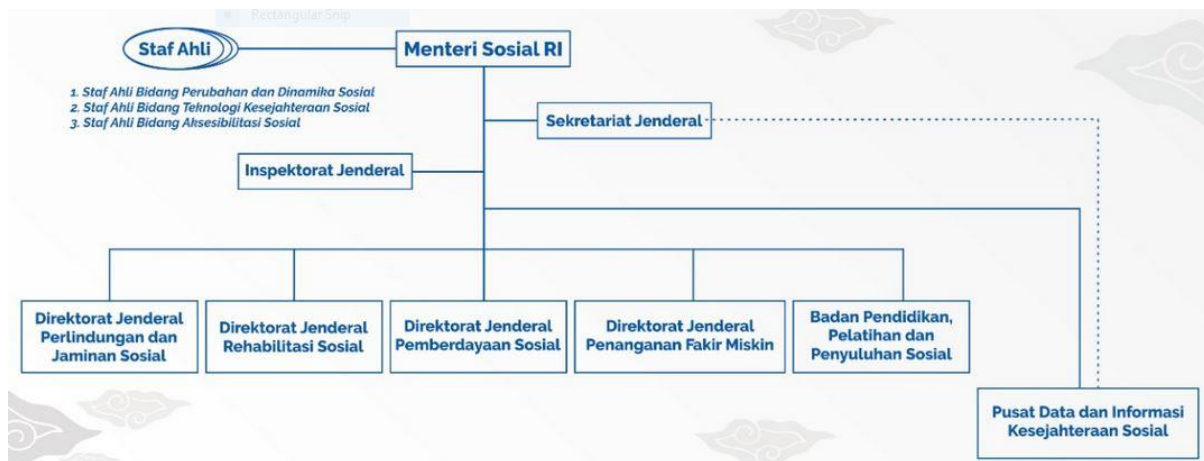 Rectangular Snip
Staf Ahli
Menteri Sosial RI
1. Staf Ahli Bidang Perubahan dan Dinamika Sosial
2. Staf Ahli Bidang Teknologi Kesejahteraan Sosial
3. Staf Ahli Bidang Aksesibilitas Sosial
Sekretariat Jenderal
Inspektorat Jenderal
Direktorat Jenderal
Perlindungan dan
Jaminan Sosial
Direktorat Jenderal
Rehabilitasi Sosial
Direktorat Jenderal
Pemberdayaan Sosial
Direktorat Jenderal
Penanganan Fakir Miskin
Badan Pendidikan,
Pelatihan dan
Penyuluhan Sosial
Pusat Data dan Informasi
Kesejahteraan Sosial